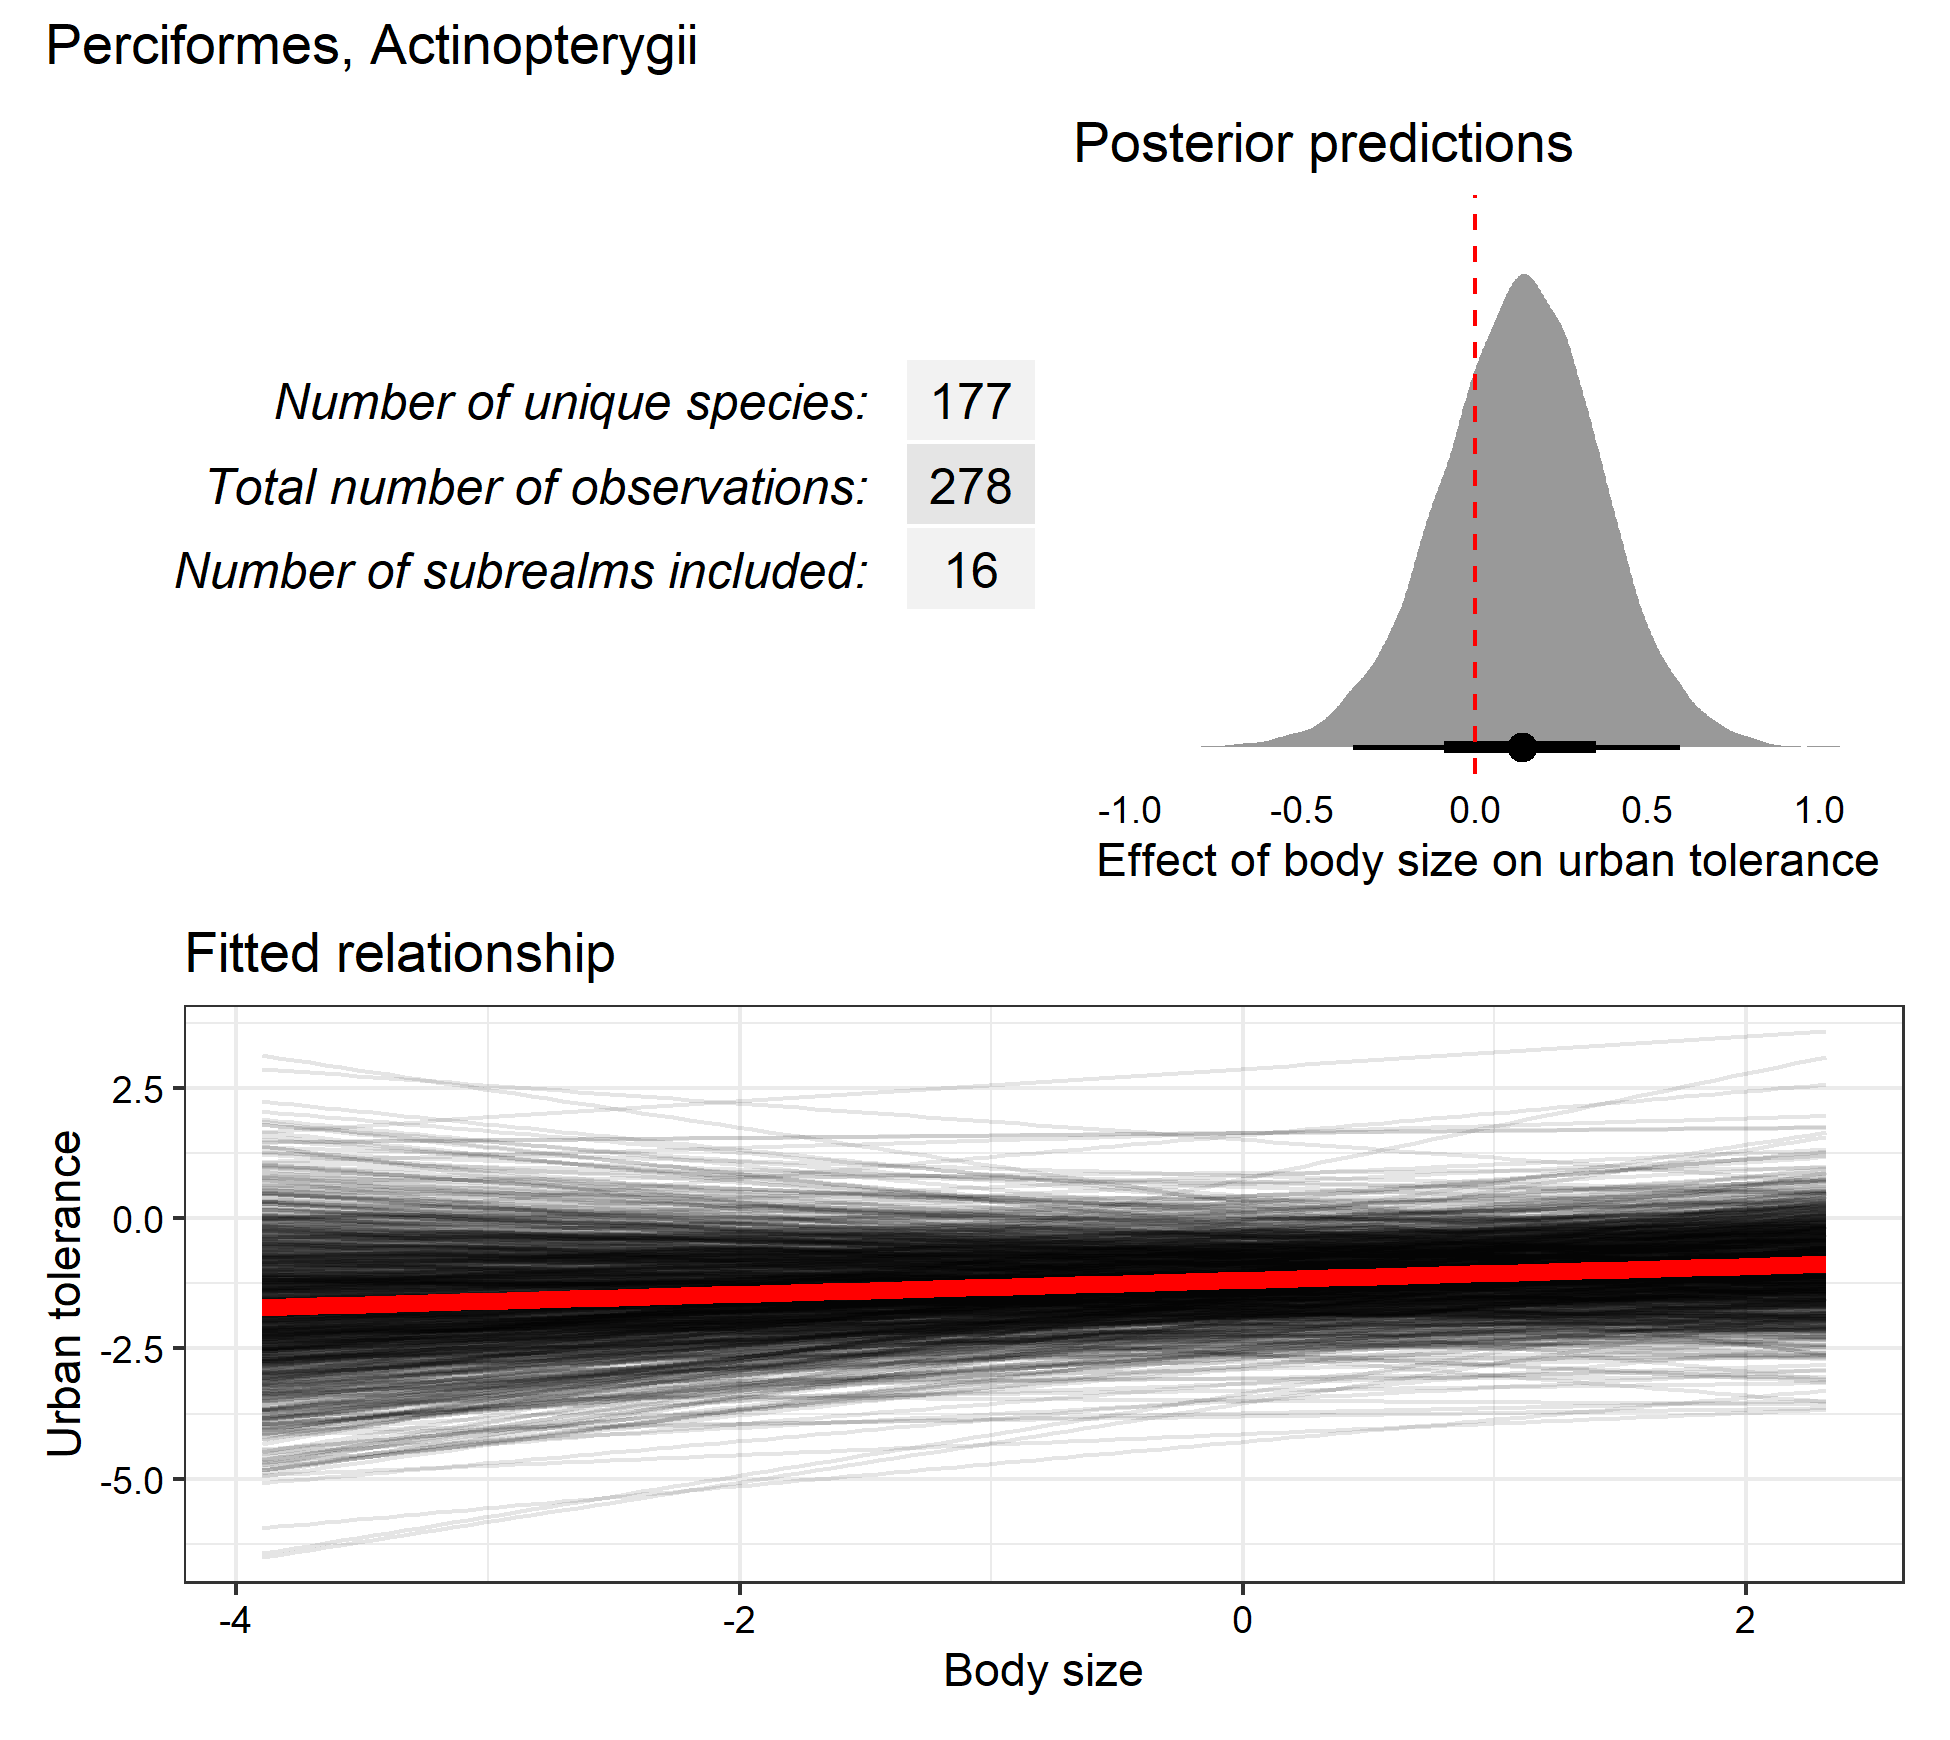 Perciformes, Actinopterygii
Posterior predictions
Number of unique species: 177
Total number of observations: 278
Number of subrealms included: 16
-1.0 -0.5 0.0 0.5 1.0
Effect of body size on urban tolerance
Fitted relationship
2.5
0.0
-2.5
-5.0
Urban tolerance
-4 -2 0 2
Body size